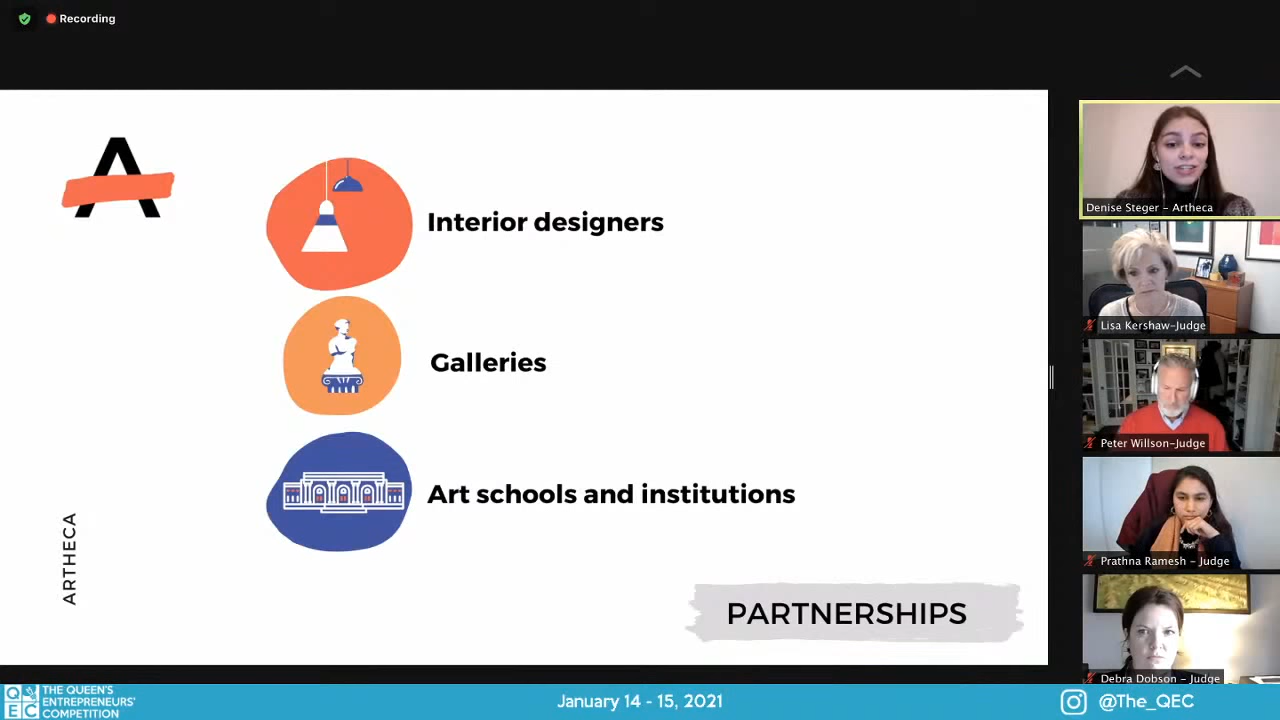 Recording
A
Interior designers
Galleries
Art schools and institutions
ARTHECA
PARTNERSHIPS
Denise Steger - Artheca
Lisa Kershaw-Judge
Peter Willson-Judge
Prathna Ramesh - Judge
Debra Dobson - Judge
QEC
THE QUEEN'S
ENTREPRENEURS'
COMPETITION
January 14 - 15, 2021
@The_QEC